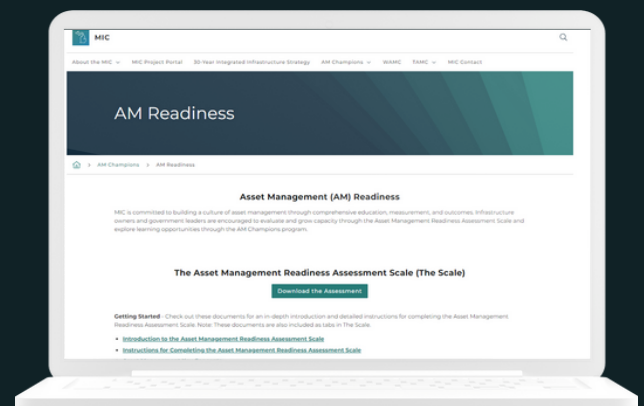 MIC
About the MIC MIC Project Portal 30-Year Integrated Infrastructure Strategy AM Champions WAMC TAMC MIC Contact
AM Readiness
AM Champions AM Readiness
Asset Management (AM) Readiness
MIC is committed to building a culture of asset management through comprehensive education, measurement, and outcomes. Infrastructure
owners and government leaders are encouraged to evaluate and grow capacity through the Asset Management Readiness Assessment Scale and
explore learning opportunities through the AM Champions program.
The Asset Management Readiness Assessment Scale (The Scale)
Download the Assessment
Getting Started - Check out these documents for an in-depth introduction and detailed instructions for completing the Asset Management
Readiness Assessment Scale. Note: These documents are also included as tabs in The Scale.
Introduction to the Asset Management Readiness Assessment Scale
Instructions for Completing the Asset Management Readiness Assessment Scale